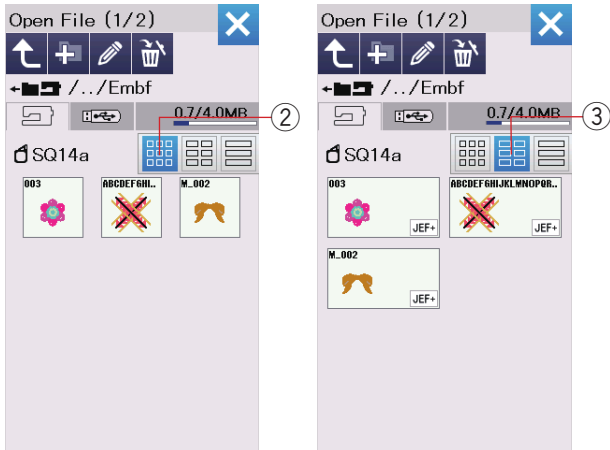 Open File (1/2)
/../Embf
0.7/4.0MB
②
SQ14a
003
ABCDEFGHI..
M_002
Open File (1/2)
/../Embf
0.7/4.0MB
③
SQ14a
003
JEF+
ABCDEFGHIJKLMNOPQR..
JEF+
M_002
JEF+